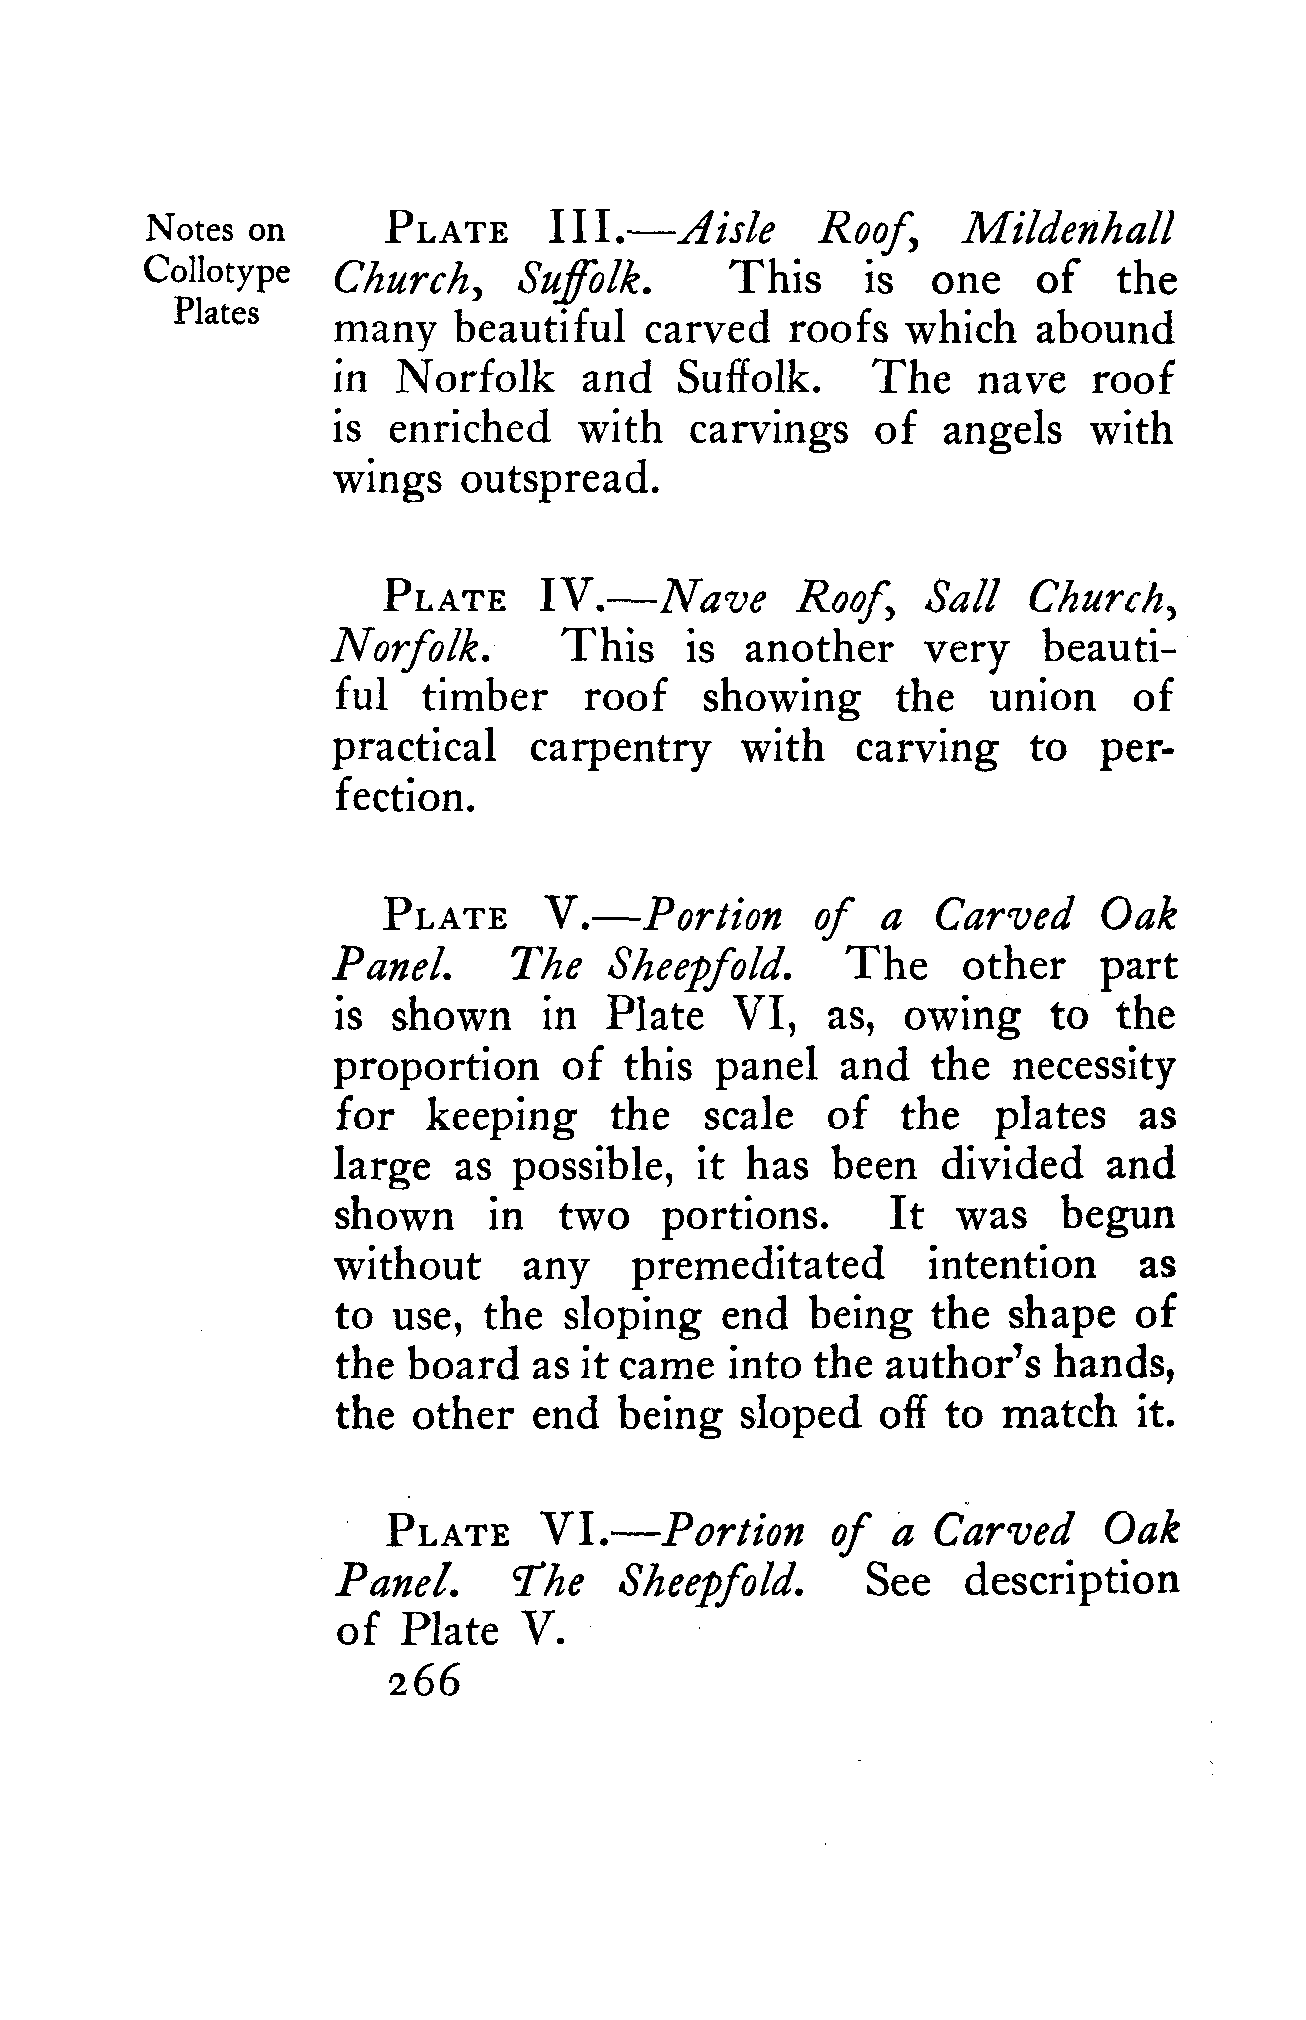 Notes on
Collotype
Plates
PLATE III.—Aisle Roof, Mildenhall
Church, Suffolk. This is one of the
many beautiful carved roofs which abound
in Norfolk and Suffolk. The nave roof
is enriched with carvings of angels with
wings outspread.
PLATE IV.—Nave Roof, Sall Church,
Norfolk. This is another very beauti-
ful timber roof showing the union of
practical carpentry with carving to per-
fection.
PLATE V.—Portion of a Carved Oak
Panel. The Sheepfold. The other part
is shown in Plate VI, as, owing to the
proportion of this panel and the necessity
for keeping the scale of the plates as
large as possible, it has been divided and
shown in two portions. It was begun
without any premeditated intention as
to use, the sloping end being the shape of
the board as it came into the author's hands,
the other end being sloped off to match it.
PLATE VI.—Portion of a Carved Oak
Panel. The Sheepfold. See description
of Plate V.
266